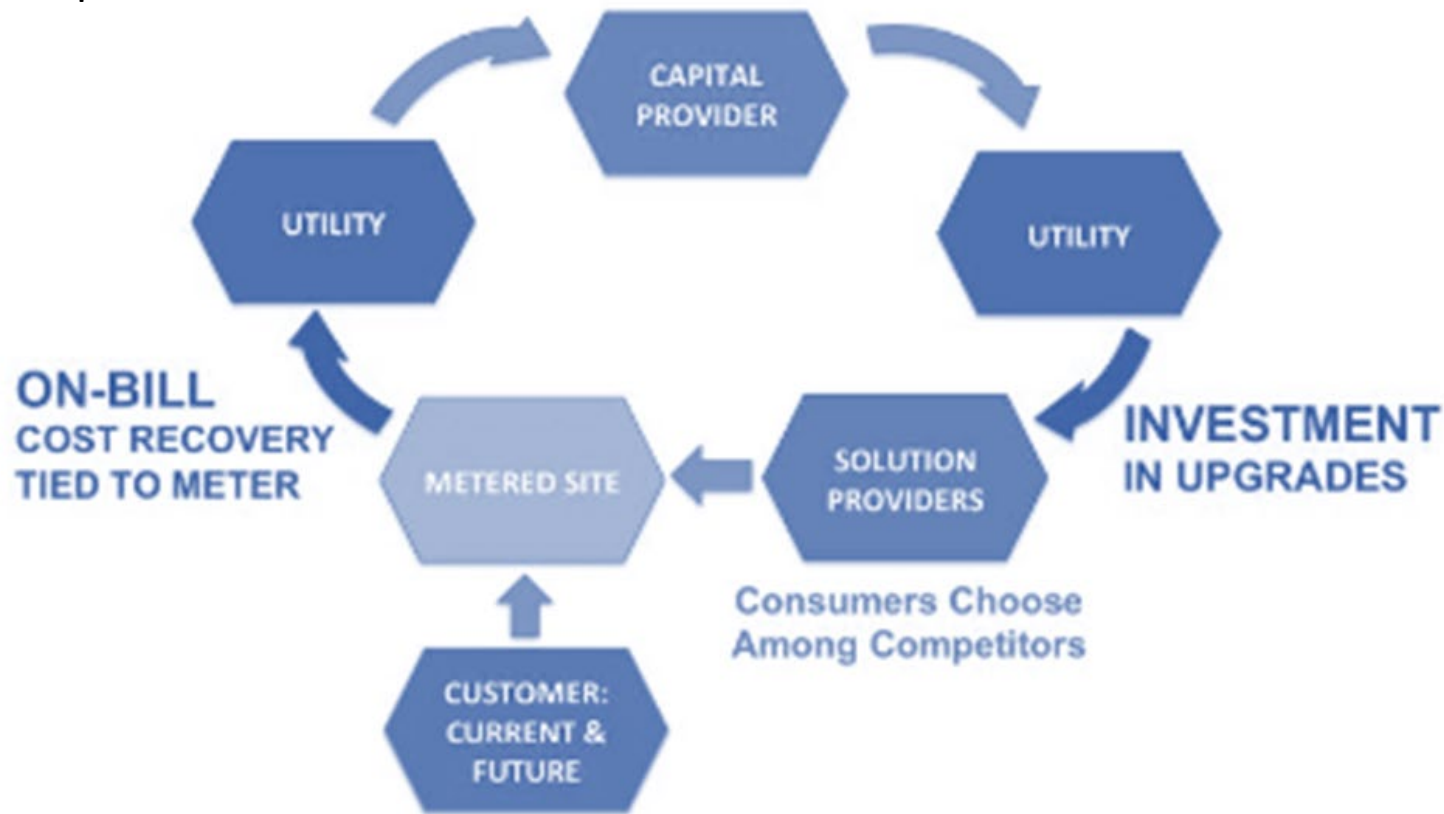 CAPITAL
PROVIDER
UTILITY
UTILITY
ON-BILL
COST RECOVERY
TIED TO METER
INVESTMENT
IN UPGRADES
METERED SITE
SOLUTION
PROVIDERS
Consumers Choose
Among Competitors
CUSTOMER:
CURRENT &
FUTURE